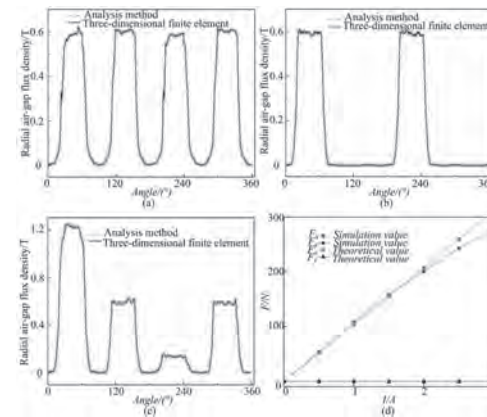 Analysis method
Three-dimensional finite element
Radial air-gap flux density/T
0.6
0.4
0.2
0
0 120 240 360
Angle/(°)
(a)
Analysis method
Three-dimensional finite element
Radial air-gap flux density/T
0.6
0.4
0.2
0
0 120 240 360
Angle/(°)
(b)
Analysis method
Three-dimensional finite element
Radial air-gap flux density/T
1.2
0.8
0.4
0
0 120 240 360
Angle/(°)
(c)
Simulation value
Simulation value
Theoretical value
Theoretical value
F/N
300
200
100
0
0 1 2
I/A
(d)